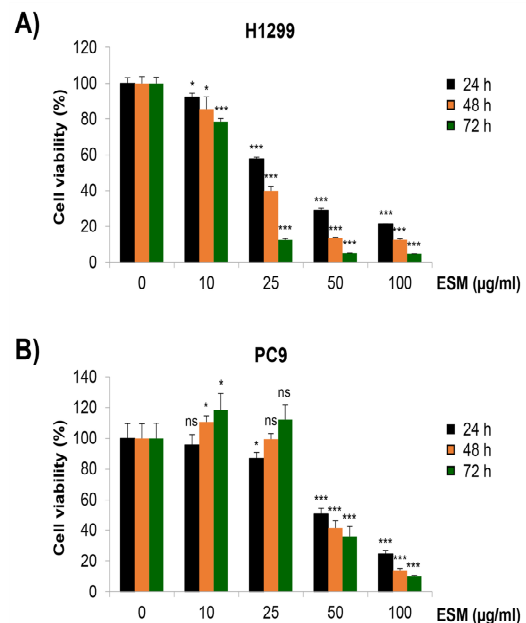 A)
H1299
Cell viability (%)
120
100
80
60
40
20
0
* * ***
*** *** ***
*** *** ***
*** *** ***
24 h
48 h
72 h
0 10 25 50 100 ESM (µg/ml)
B)
PC9
Cell viability (%)
140
120
100
80
60
40
20
0
ns * *
* ns ns
*** *** ***
*** *** ***
24 h
48 h
72 h
0 10 25 50 100 ESM (µg/ml)